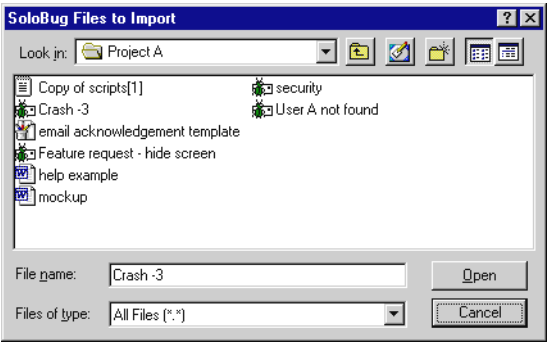 SoloBug Files to Import
Look in: Project A
Copy of scripts[1]
Crash -3
email acknowledgement template
Feature request - hide screen
help example
mockup
security
User A not found
File name: Crash -3 Open
Files of type: All Files (*.*) Cancel